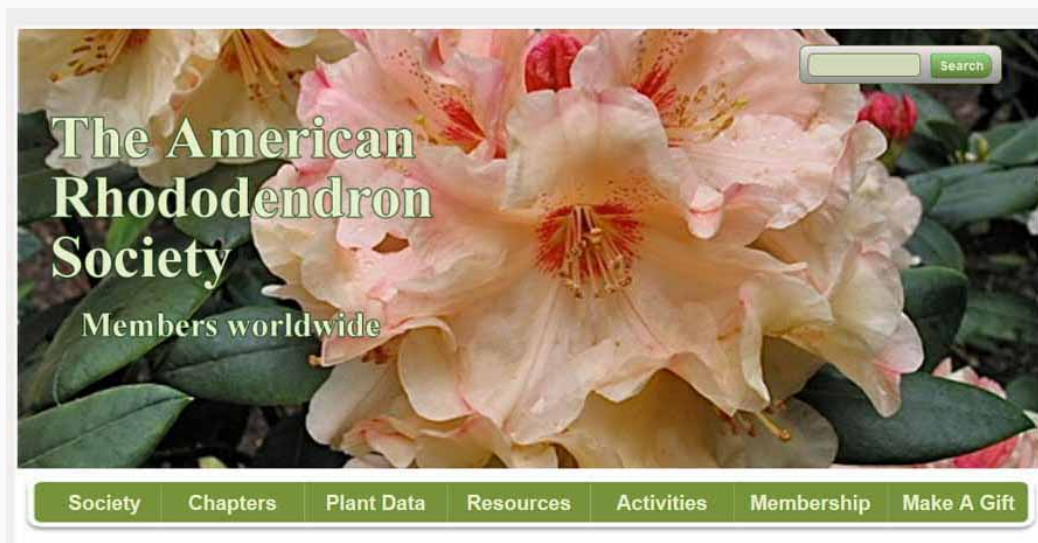 Search
The American
Rhododendron
Society
Members worldwide
Society Chapters Plant Data Resources Activities Membership Make A Gift